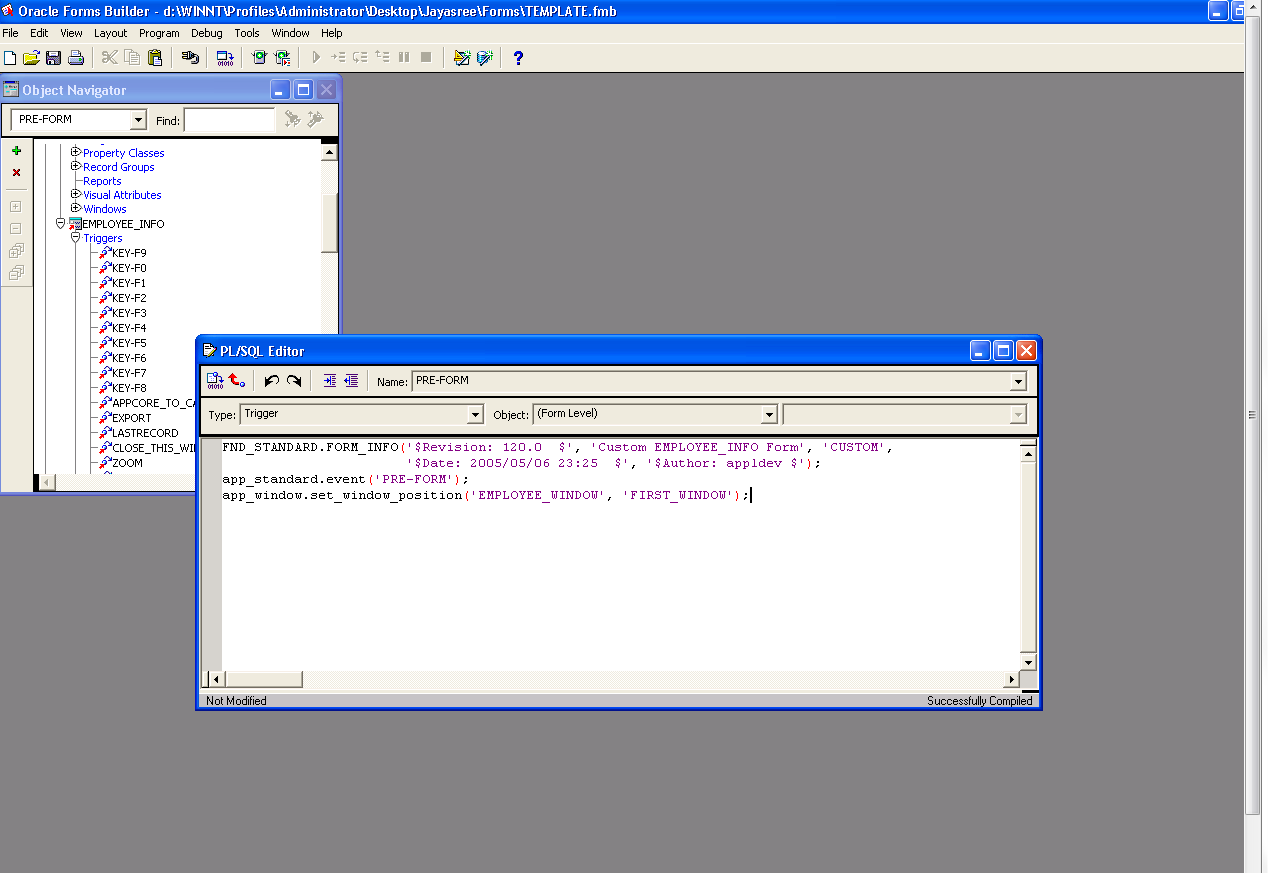 Oracle Forms Builder - d:\WINNT\Profiles\Administrator\Desktop\Jayasree\Forms\TEMPLATE.fmb
File Edit View Layout Program Debug Tools Window Help
Object Navigator
PRE-FORM Find:
Property Classes
Record Groups
Reports
Visual Attributes
Windows
EMPLOYEE_INFO
Triggers
KEY-F9
KEY-F0
KEY-F1
KEY-F2
KEY-F3
KEY-F4
KEY-F5
KEY-F6
KEY-F7
KEY-F8
APPCORE_TO_CA
EXPORT
LASTRECORD
CLOSE_THIS_WI
ZOOM
PL/SQL Editor
Name: PRE-FORM
Type: Trigger Object: (Form Level)
FND_STANDARD.FORM_INFO('$Revision: 120.0  $', 'Custom EMPLOYEE_INFO Form', 'CUSTOM',
'$Date: 2005/05/06 23:25  $', '$Author: appldev $');
app_standard.event('PRE-FORM');
app_window.set_window_position('EMPLOYEE_WINDOW', 'FIRST_WINDOW');
Not Modified Successfully Compiled